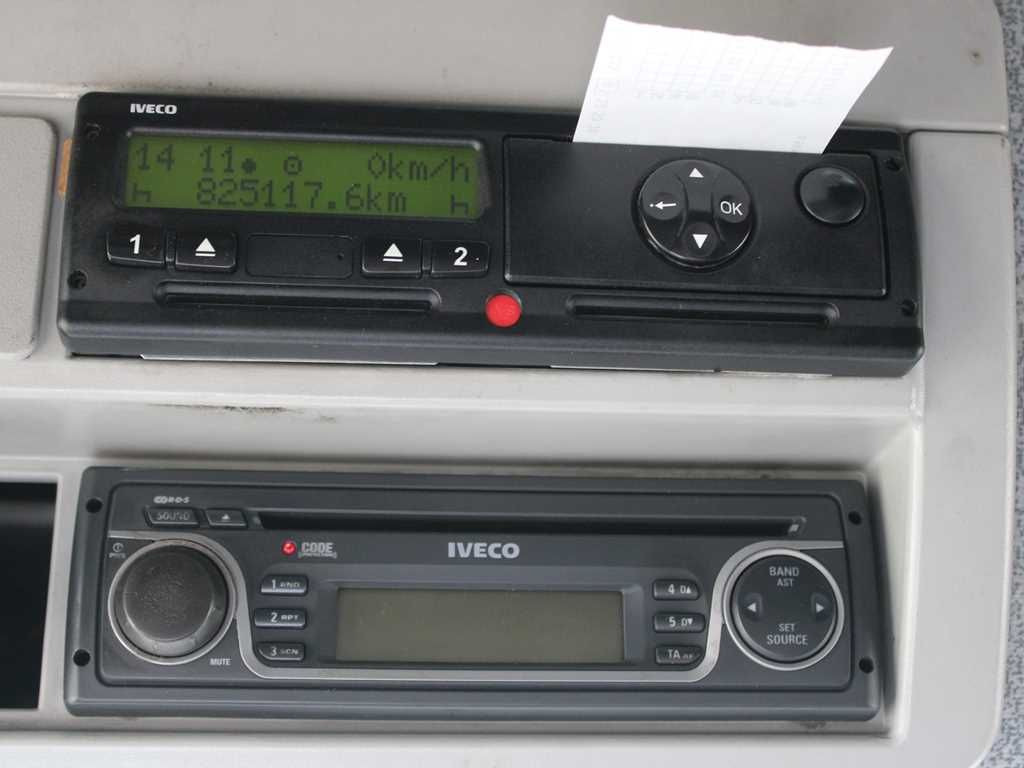 IVECO
14 11 0km/h
825117.6km
1 2
OK
R·D·S
SOUND
CODE
IVECO
BAND
AST
1 RND
2 RPT
3 SCN
4
5
TA
SET
SOURCE
MUTE